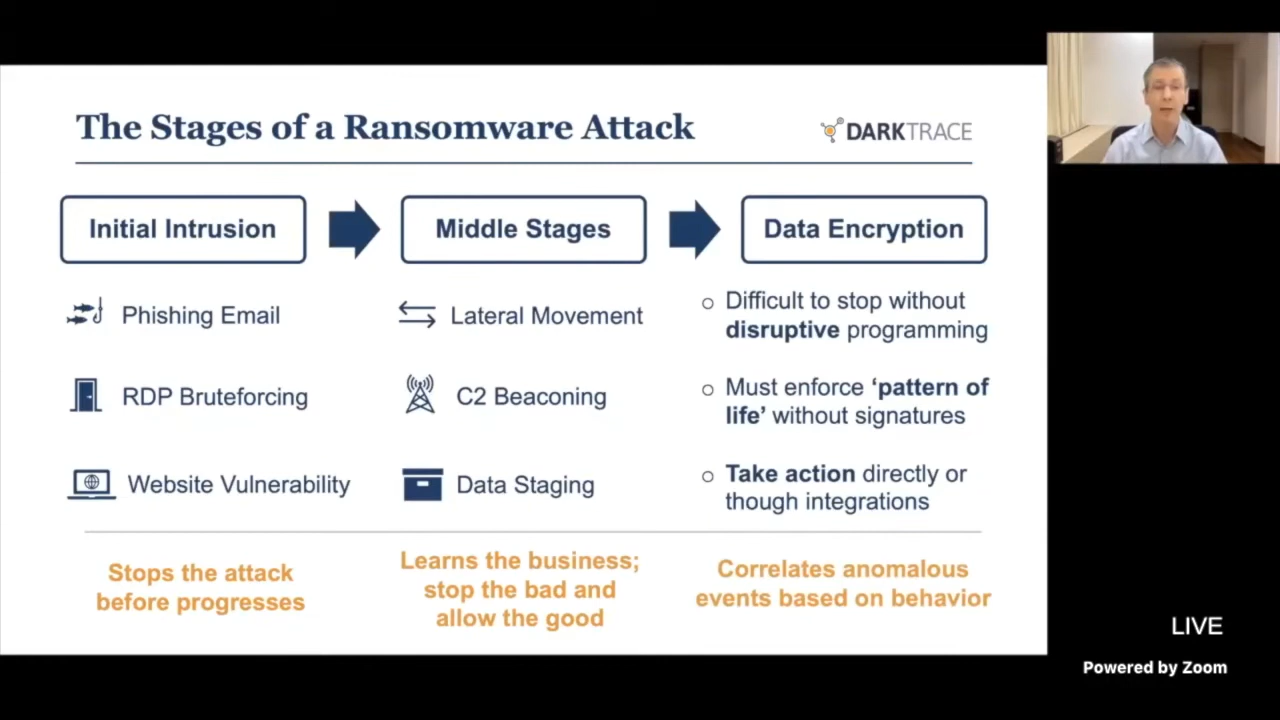 The Stages of a Ransomware Attack
DARKTRACE
Initial Intrusion
Middle Stages
Data Encryption
Phishing Email
RDP Bruteforcing
Website Vulnerability
Lateral Movement
C2 Beaconing
Data Staging
Difficult to stop without
disruptive programming
Must enforce ‘pattern of
life’ without signatures
Take action directly or
though integrations
Stops the attack
before progresses
Learns the business;
stop the bad and
allow the good
Correlates anomalous
events based on behavior
LIVE
Powered by Zoom